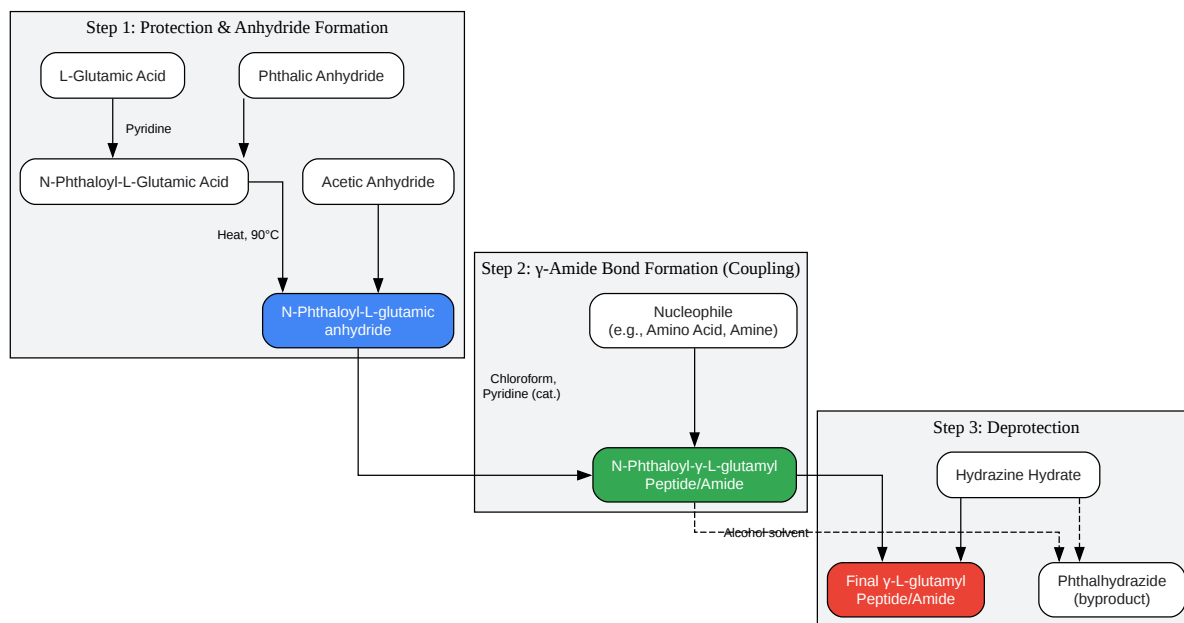 Step 1: Protection & Anhydride Formation
L-Glutamic Acid
Phthalic Anhydride
Pyridine
N-Phthaloyl-L-Glutamic Acid
Acetic Anhydride
Heat, 90°C
N-Phthaloyl-L-glutamic
anhydride
Step 2: γ-Amide Bond Formation (Coupling)
Nucleophile
(e.g., Amino Acid, Amine)
Chloroform,
Pyridine (cat.)
N-Phthaloyl-γ-L-glutamyl
Peptide/Amide
Step 3: Deprotection
Hydrazine Hydrate
Alcohol solvent
Final γ-L-glutamyl
Peptide/Amide
Phthalhydrazide
(byproduct)